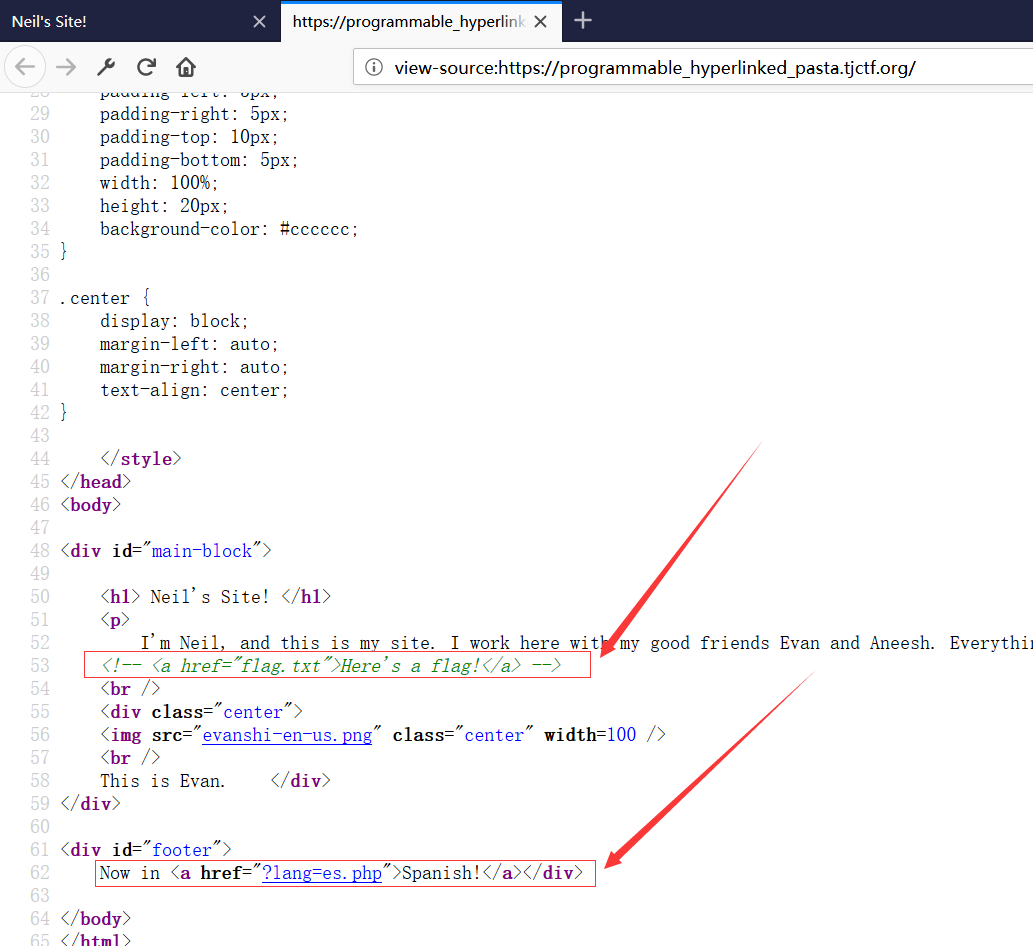 Neil's Site!
https://programmable_hyperlink
view-source:https://programmable_hyperlinked_pasta.tjctf.org/
29 padding-right: 5px;
30 padding-top: 10px;
31 padding-bottom: 5px;
32 width: 100%;
33 height: 20px;
34 background-color: #cccccc;
35 }
36
37 .center {
38 display: block;
39 margin-left: auto;
40 margin-right: auto;
41 text-align: center;
42 }
43
44 </style>
45 </head>
46 <body>
47
48 <div id="main-block">
49
50 <h1> Neil's Site! </h1>
51 <p>
52 I'm Neil, and this is my site. I work here with my good friends Evan and Aneesh. Everythin
53 <!-- <a href="flag.txt">Here's a flag!</a> -->
54 <br />
55 <div class="center">
56 <img src="evanshi-en-us.png" class="center" width=100 />
57 <br />
58 This is Evan. </div>
59 </div>
60
61 <div id="footer">
62 Now in <a href="?lang=es.php">Spanish!</a></div>
63
64 </body>
65 </html>